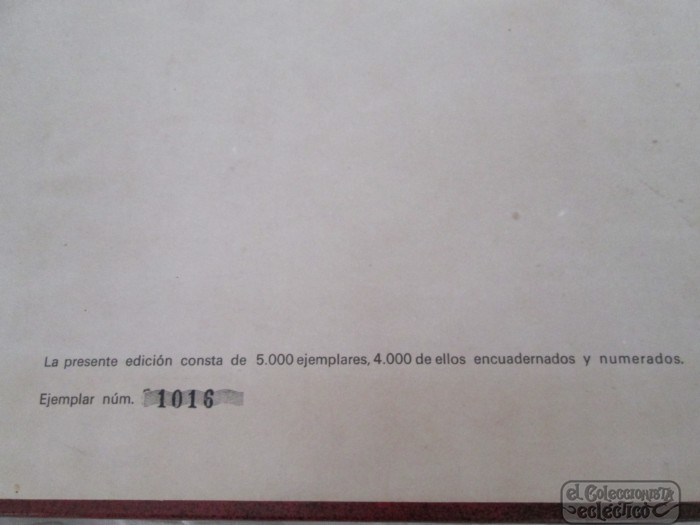 La presente edición consta de 5.000 ejemplares, 4.000 de ellos encuadernados y numerados.
Ejemplar núm. 1016
el Coleccionista
ecléctico